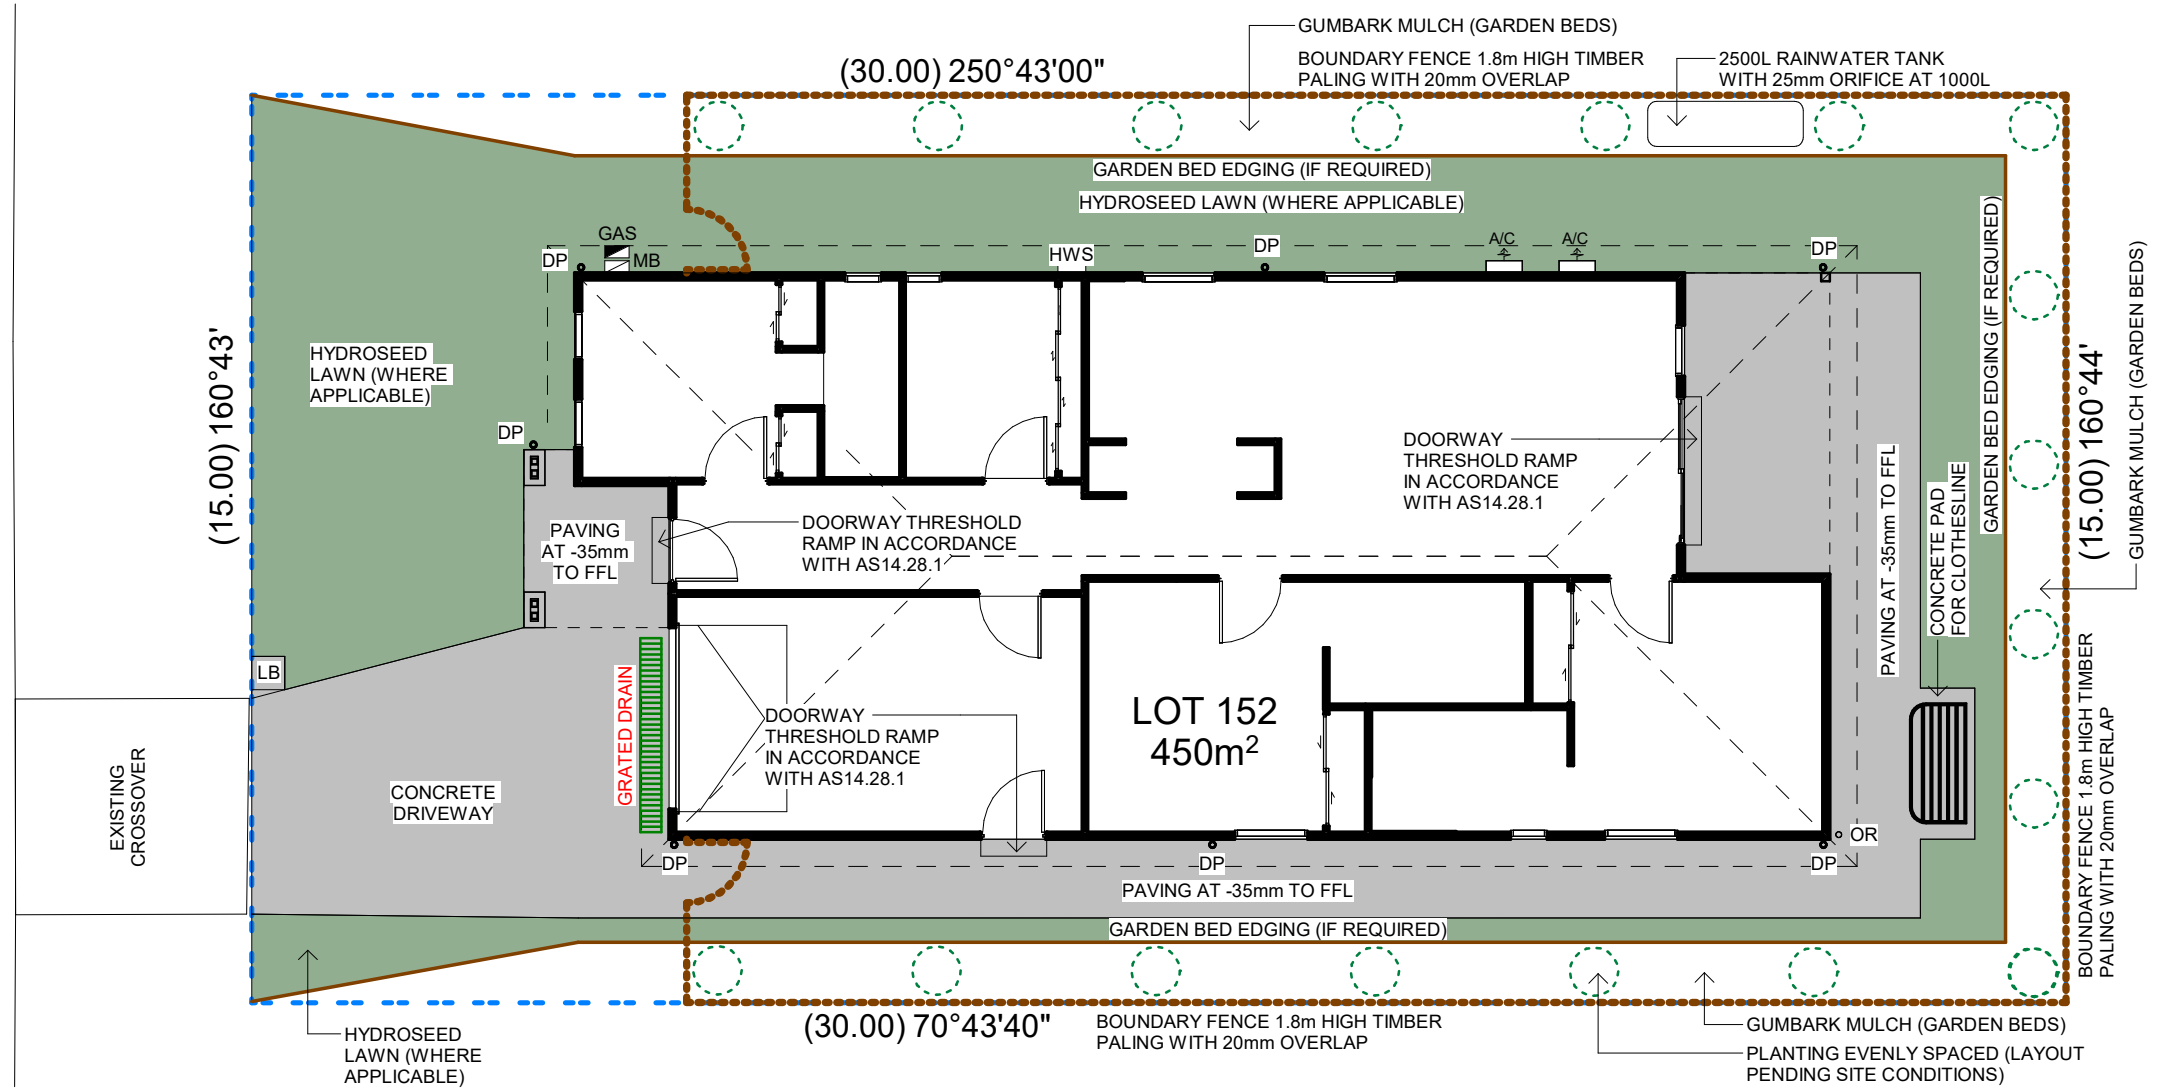 GUMBARK MULCH (GARDEN BEDS)
(30.00) 250°43'00"
BOUNDARY FENCE 1.8m HIGH TIMBER
PALING WITH 20mm OVERLAP
2500L RAINWATER TANK
WITH 25mm ORIFICE AT 1000L
GARDEN BED EDGING (IF REQUIRED)
HYDROSEED LAWN (WHERE APPLICABLE)
GAS
DP
MB
HWS
DP
A/C
A/C
DP
GARDEN BED EDGING (IF REQUIRED)
GUMBARK MULCH (GARDEN BEDS)
(15.00) 160°43'
HYDROSEED
LAWN (WHERE
APPLICABLE)
DP
(15.00) 160°44'
DOORWAY
THRESHOLD RAMP
IN ACCORDANCE
WITH AS14.28.1
PAVING AT -35mm TO FFL
CONCRETE PAD
FOR CLOTHESLINE
PAVING
AT -35mm
TO FFL
DOORWAY THRESHOLD
RAMP IN ACCORDANCE
WITH AS14.28.1
LB
GRATED DRAIN
DOORWAY
THRESHOLD RAMP
IN ACCORDANCE
WITH AS14.28.1
LOT 152
450m²
BOUNDARY FENCE 1.8m HIGH TIMBER
PALING WITH 20mm OVERLAP
EXISTING
CROSSOVER
CONCRETE
DRIVEWAY
DP
DP
DP
OR
PAVING AT -35mm TO FFL
GARDEN BED EDGING (IF REQUIRED)
(30.00) 70°43'40"
BOUNDARY FENCE 1.8m HIGH TIMBER
PALING WITH 20mm OVERLAP
HYDROSEED
LAWN (WHERE
APPLICABLE)
GUMBARK MULCH (GARDEN BEDS)
PLANTING EVENLY SPACED (LAYOUT
PENDING SITE CONDITIONS)